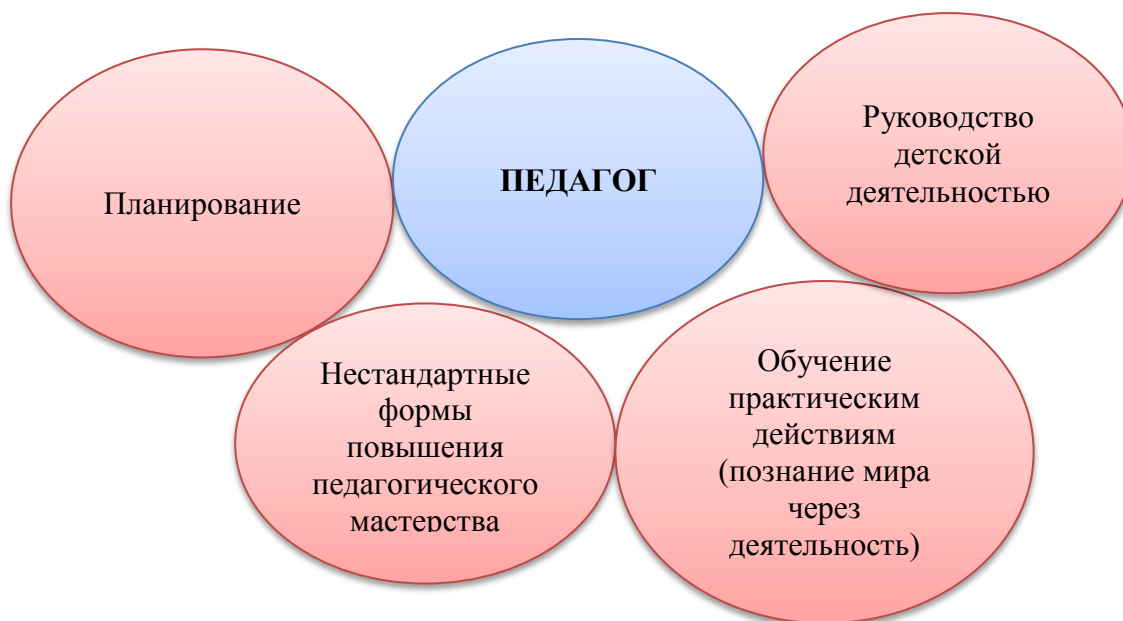 Планирование
ПЕДАГОГ
Руководство
детской
деятельностью
Нестандартные
формы
повышения
педагогического
мастерства
Обучение
практическим
действиям
(познание мира
через
деятельность)